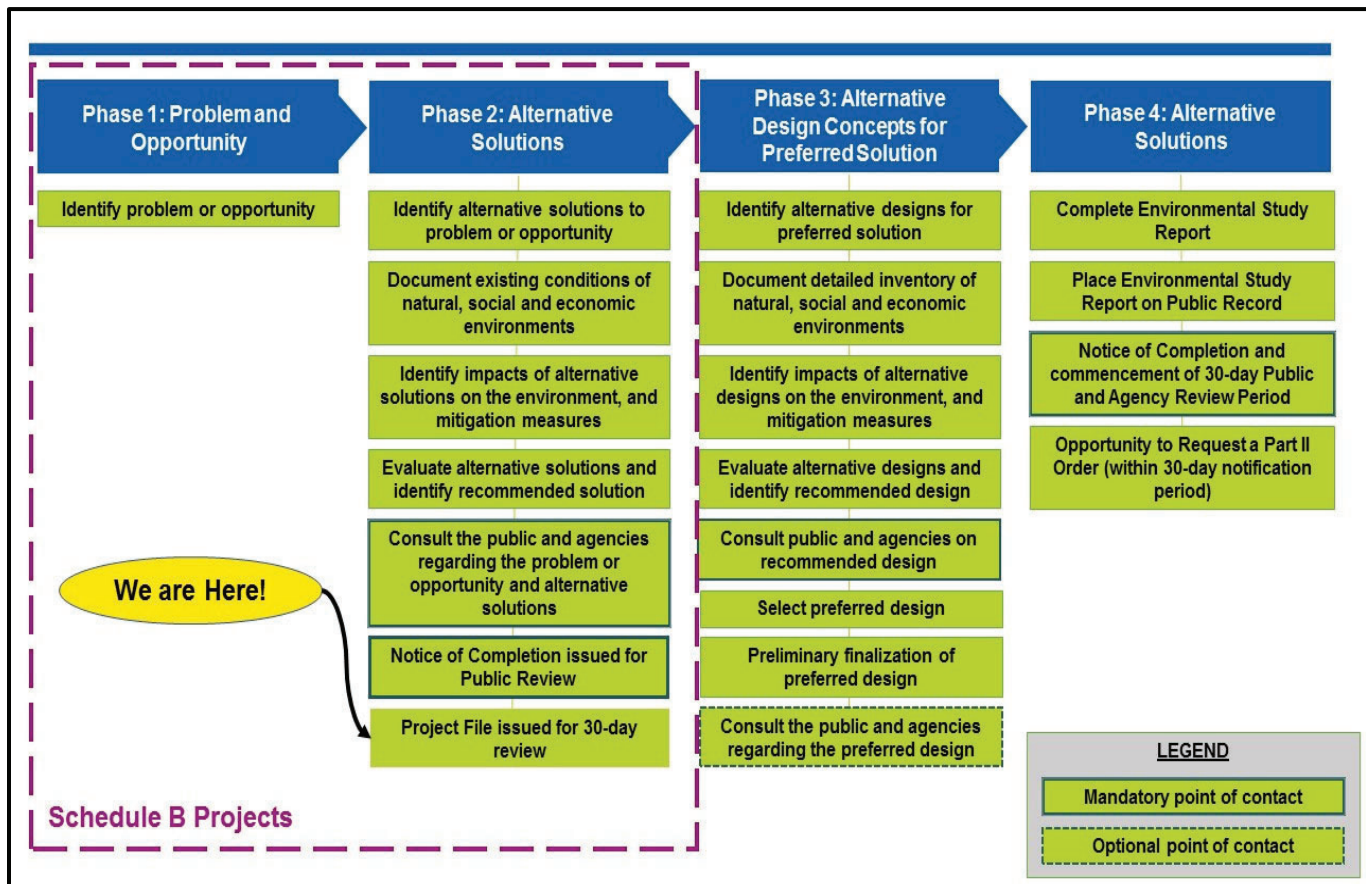 Phase 1: Problem and
Opportunity
Identify problem or opportunity
We are Here!
Schedule B Projects
Phase 2: Alternative
Solutions
Identify alternative solutions to
problem or opportunity
Document existing conditions of
natural, social and economic
environments
Identify impacts of alternative
solutions on the environment, and
mitigation measures
Evaluate alternative solutions and
identify recommended solution
Consult the public and agencies
regarding the problem or
opportunity and alternative
solutions
Notice of Completion issued for
Public Review
Project File issued for 30-day
review
Phase 3: Alternative
Design Concepts for
Preferred Solution
Identify alternative designs for
preferred solution
Document detailed inventory of
natural, social and economic
environments
Identify impacts of alternative
designs on the environment, and
mitigation measures
Evaluate alternative designs and
identify recommended design
Consult public and agencies on
recommended design
Select preferred design
Preliminary finalization of
preferred design
Consult the public and agencies
regarding the preferred design
Phase 4: Alternative
Solutions
Complete Environmental Study
Report
Place Environmental Study
Report on Public Record
Notice of Completion and
commencement of 30-day Public
and Agency Review Period
Opportunity to Request a Part II
Order (within 30-day notification
period)
LEGEND
Mandatory point of contact
Optional point of contact